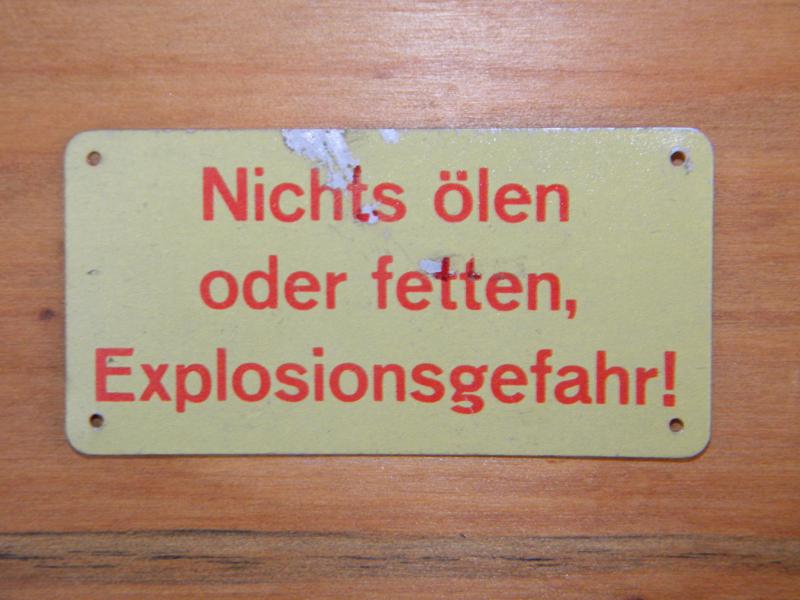 Nichts ölen
oder fetten,
Explosionsgefahr!